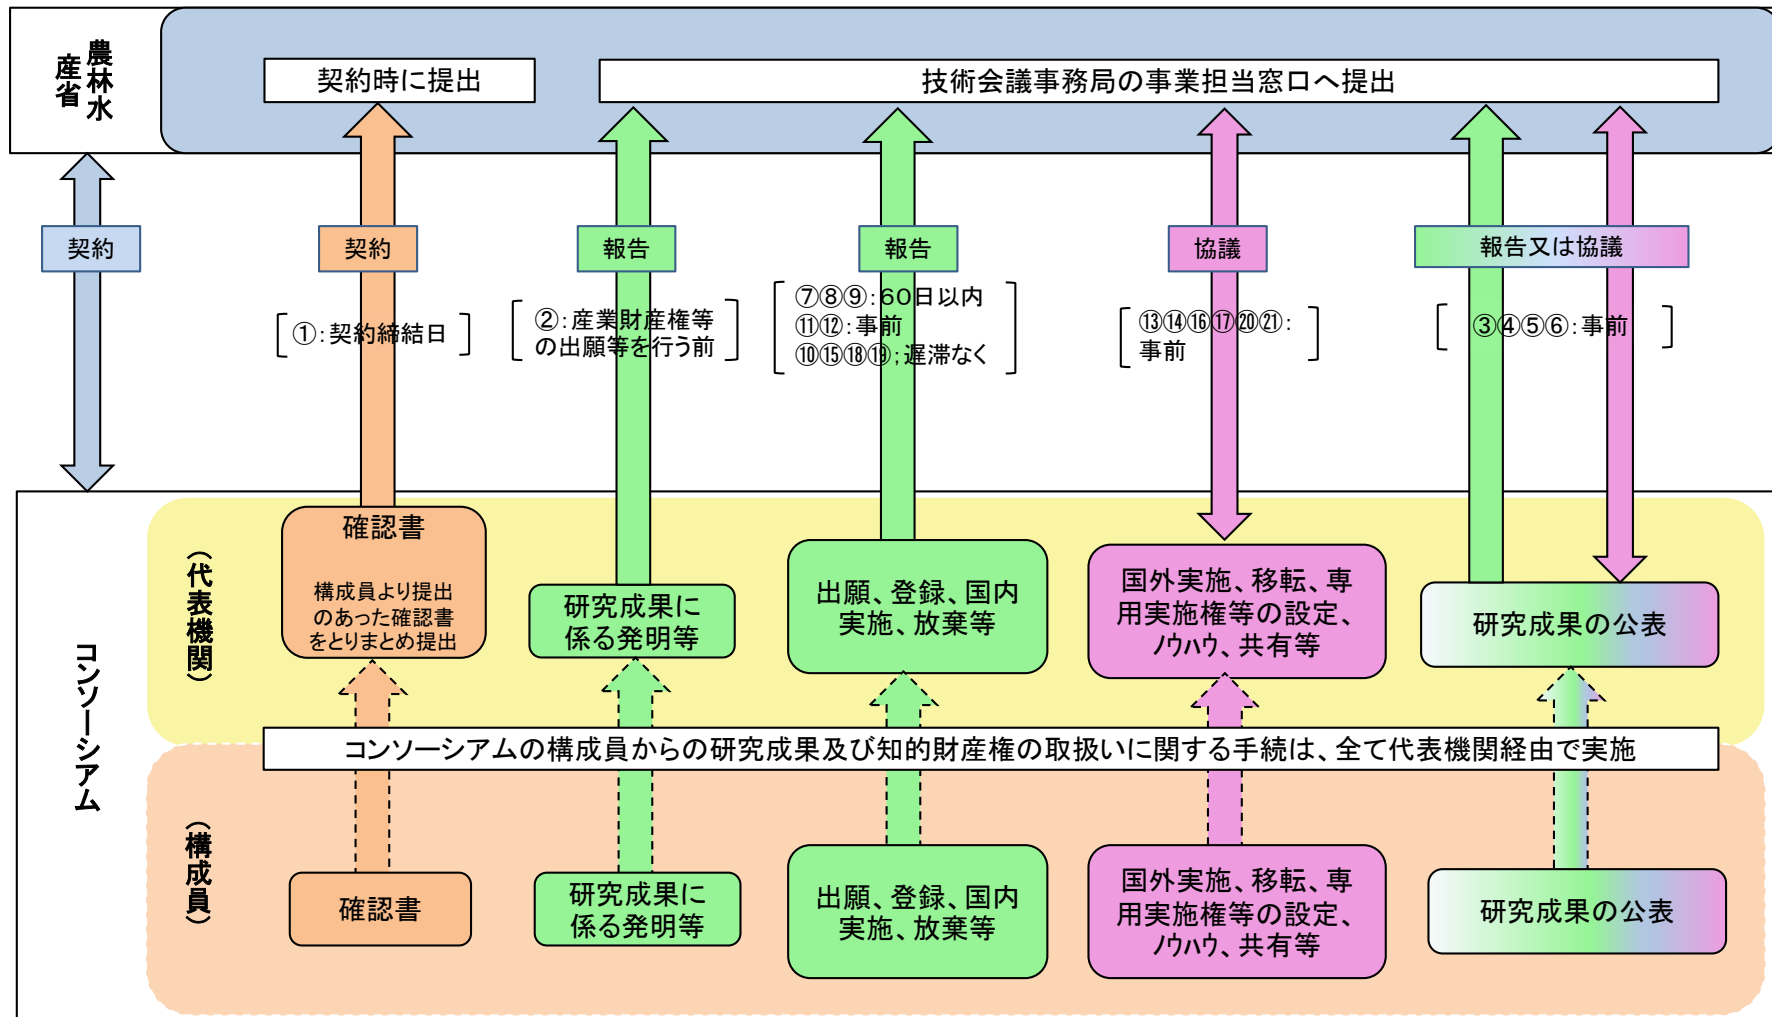 農林水
産省
契約時に提出
技術会議事務局の事業担当窓口へ提出
契約
契約
報告
報告
協議
報告又は協議
①:契約締結日
②:産業財産権等
の出願等を行う前
⑦⑧⑨:60日以内
⑪⑫:事前
⑩⑮⑱⑲;遅滞なく
⑬⑭⑯⑰⑳㉑:
事前
③④⑤⑥:事前
コンソーシアム
(代表機関)
確認書
構成員より提出
のあった確認書
をとりまとめ提出
研究成果に
係る発明等
出願、登録、国内
実施、放棄等
国外実施、移転、専
用実施権等の設定、
ノウハウ、共有等
研究成果の公表
コンソーシアムの構成員からの研究成果及び知的財産権の取扱いに関する手続は、全て代表機関経由で実施
(構成員)
確認書
研究成果に
係る発明等
出願、登録、国内
実施、放棄等
国外実施、移転、専
用実施権等の設定、
ノウハウ、共有等
研究成果の公表